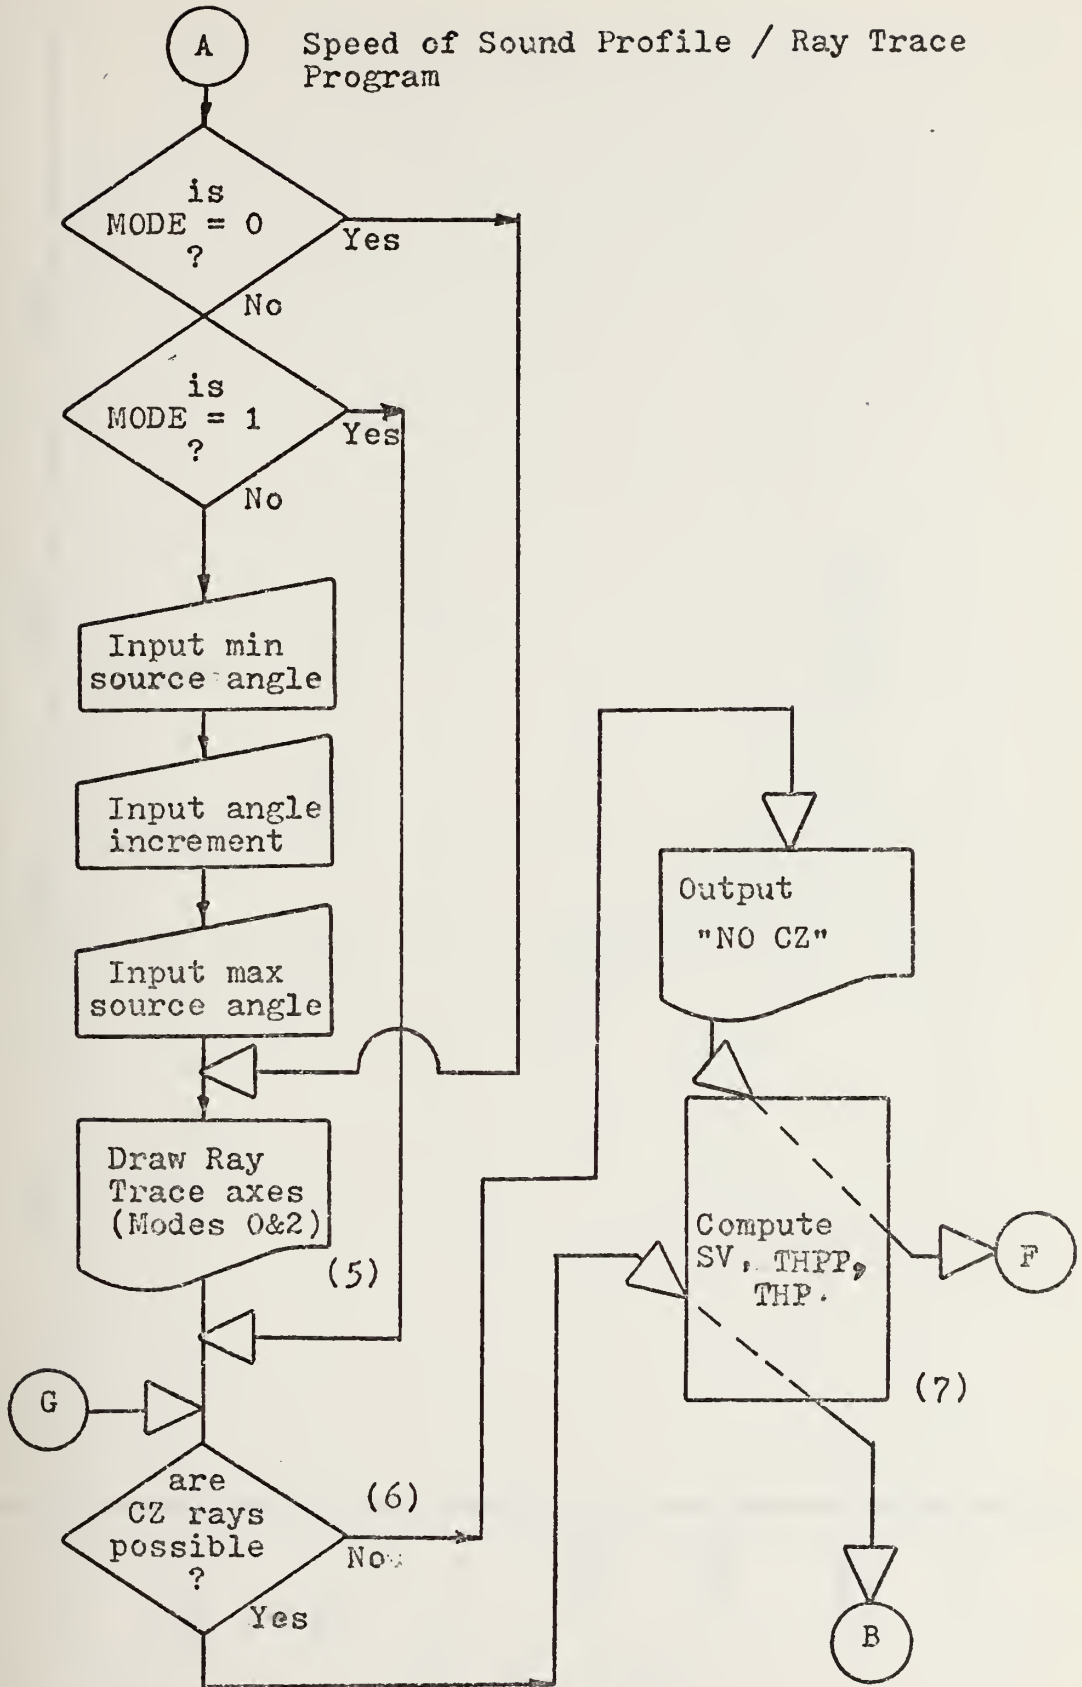 A
Speed of Sound Profile / Ray Trace
Program
is
MODE = 0
?
Yes
No
is
MODE = 1
?
Yes
No
Input min
source angle
Input angle
increment
Input max
source angle
Draw Ray
Trace axes
(Modes 0&2)
(5)
G
are
CZ rays
possible
?
(6)
No
Yes
Output
"NO CZ"
Compute
SV, THPP,
THP.
(7)
F
B